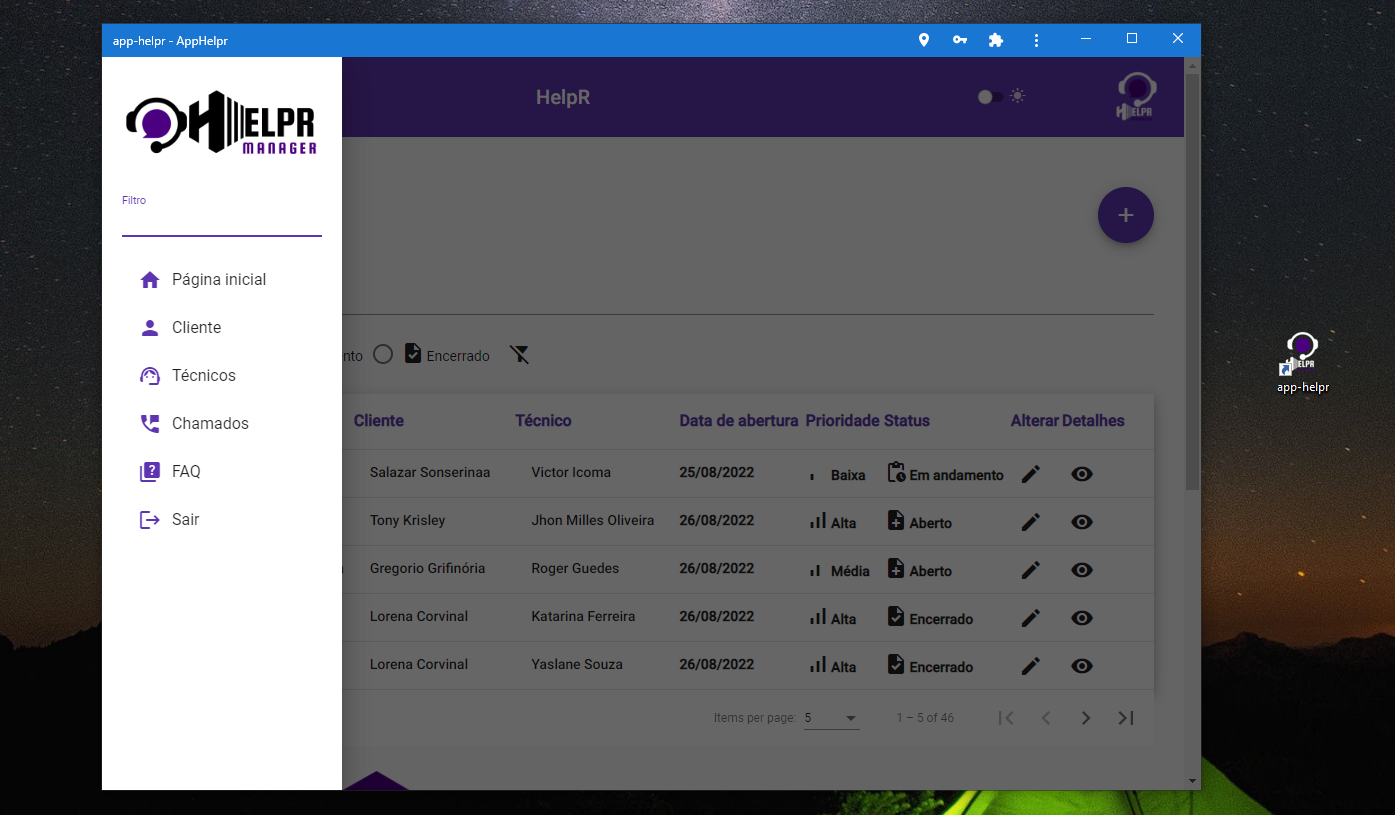 app-helpr - AppHelpr
HELPR
MANAGER
Filtro
Página inicial
Cliente
Técnicos
Chamados
FAQ
Sair
HelpR
HELPR
+
nto Encerrado
Cliente Técnico Data de abertura Prioridade Status Alterar Detalhes
Salazar Sonserinaa Victor Icoma 25/08/2022 Baixa Em andamento
Tony Krisley Jhon Milles Oliveira 26/08/2022 Alta Aberto
Gregorio Grifinória Roger Guedes 26/08/2022 Média Aberto
Lorena Corvinal Katarina Ferreira 26/08/2022 Alta Encerrado
Lorena Corvinal Yaslane Souza 26/08/2022 Alta Encerrado
Items per page: 5 1 – 5 of 46
HELPR
app-helpr